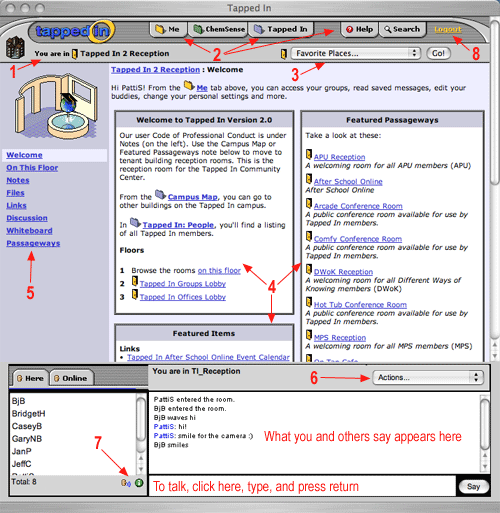 Tapped In
tapped in
Me
ChemSense
Tapped In
Help
Search
Logout
1
2
8
You are in Tapped In 2 Reception
Favorite Places...
Go!
3
Tapped In 2 Reception : Welcome
Hi PattiS! From the Me tab above, you can access your groups, read saved messages, edit your
buddies, change your personal settings and more.
Welcome
On This Floor
Notes
Files
Links
Discussion
Whiteboard
Passageways
5
Welcome to Tapped In Version 2.0
Our user Code of Professional Conduct is under
Notes (on the left). Use the Campus Map or
Featured Passageways note below to move to
tenant building reception rooms. This is the
reception room for the Tapped In Community
Center.
From the Campus Map, you can go to
other buildings on the Tapped In campus.
In Tapped In: People, you'll find a listing
of all Tapped In members.
Floors
1 Browse the rooms on this floor
2 Tapped In Groups Lobby
3 Tapped In Offices Lobby
4
Featured Items
Links
• Tapped In After School Online Event Calendar
Featured Passageways
Take a look at these:
APU Reception
A welcoming room for all APU members (APU)
After School Online
After School Online
Arcade Conference Room
A public conference room available for use by
Tapped In members.
Comfy Conference Room
A public conference room available for use by
Tapped In members.
DWoK Reception
A welcoming room for all Different Ways of
Knowing members (DWoK)
Hot Tub Conference Room
A public conference room available for use by
Tapped In members.
MPS Reception
A welcoming room for all MPS members (MPS)
Here
Online
BjB
BridgetH
CaseyB
GaryNB
JanP
JeffC
PattiS
7
Total: 8
You are in TI_Reception
6
Actions...
PattiS entered the room.
BjB entered the room.
BjB waves hi
PattiS: hi!
PattiS: smile for the camera :)
BjB smiles
What you and others say appears here
To talk, click here, type, and press return
Say